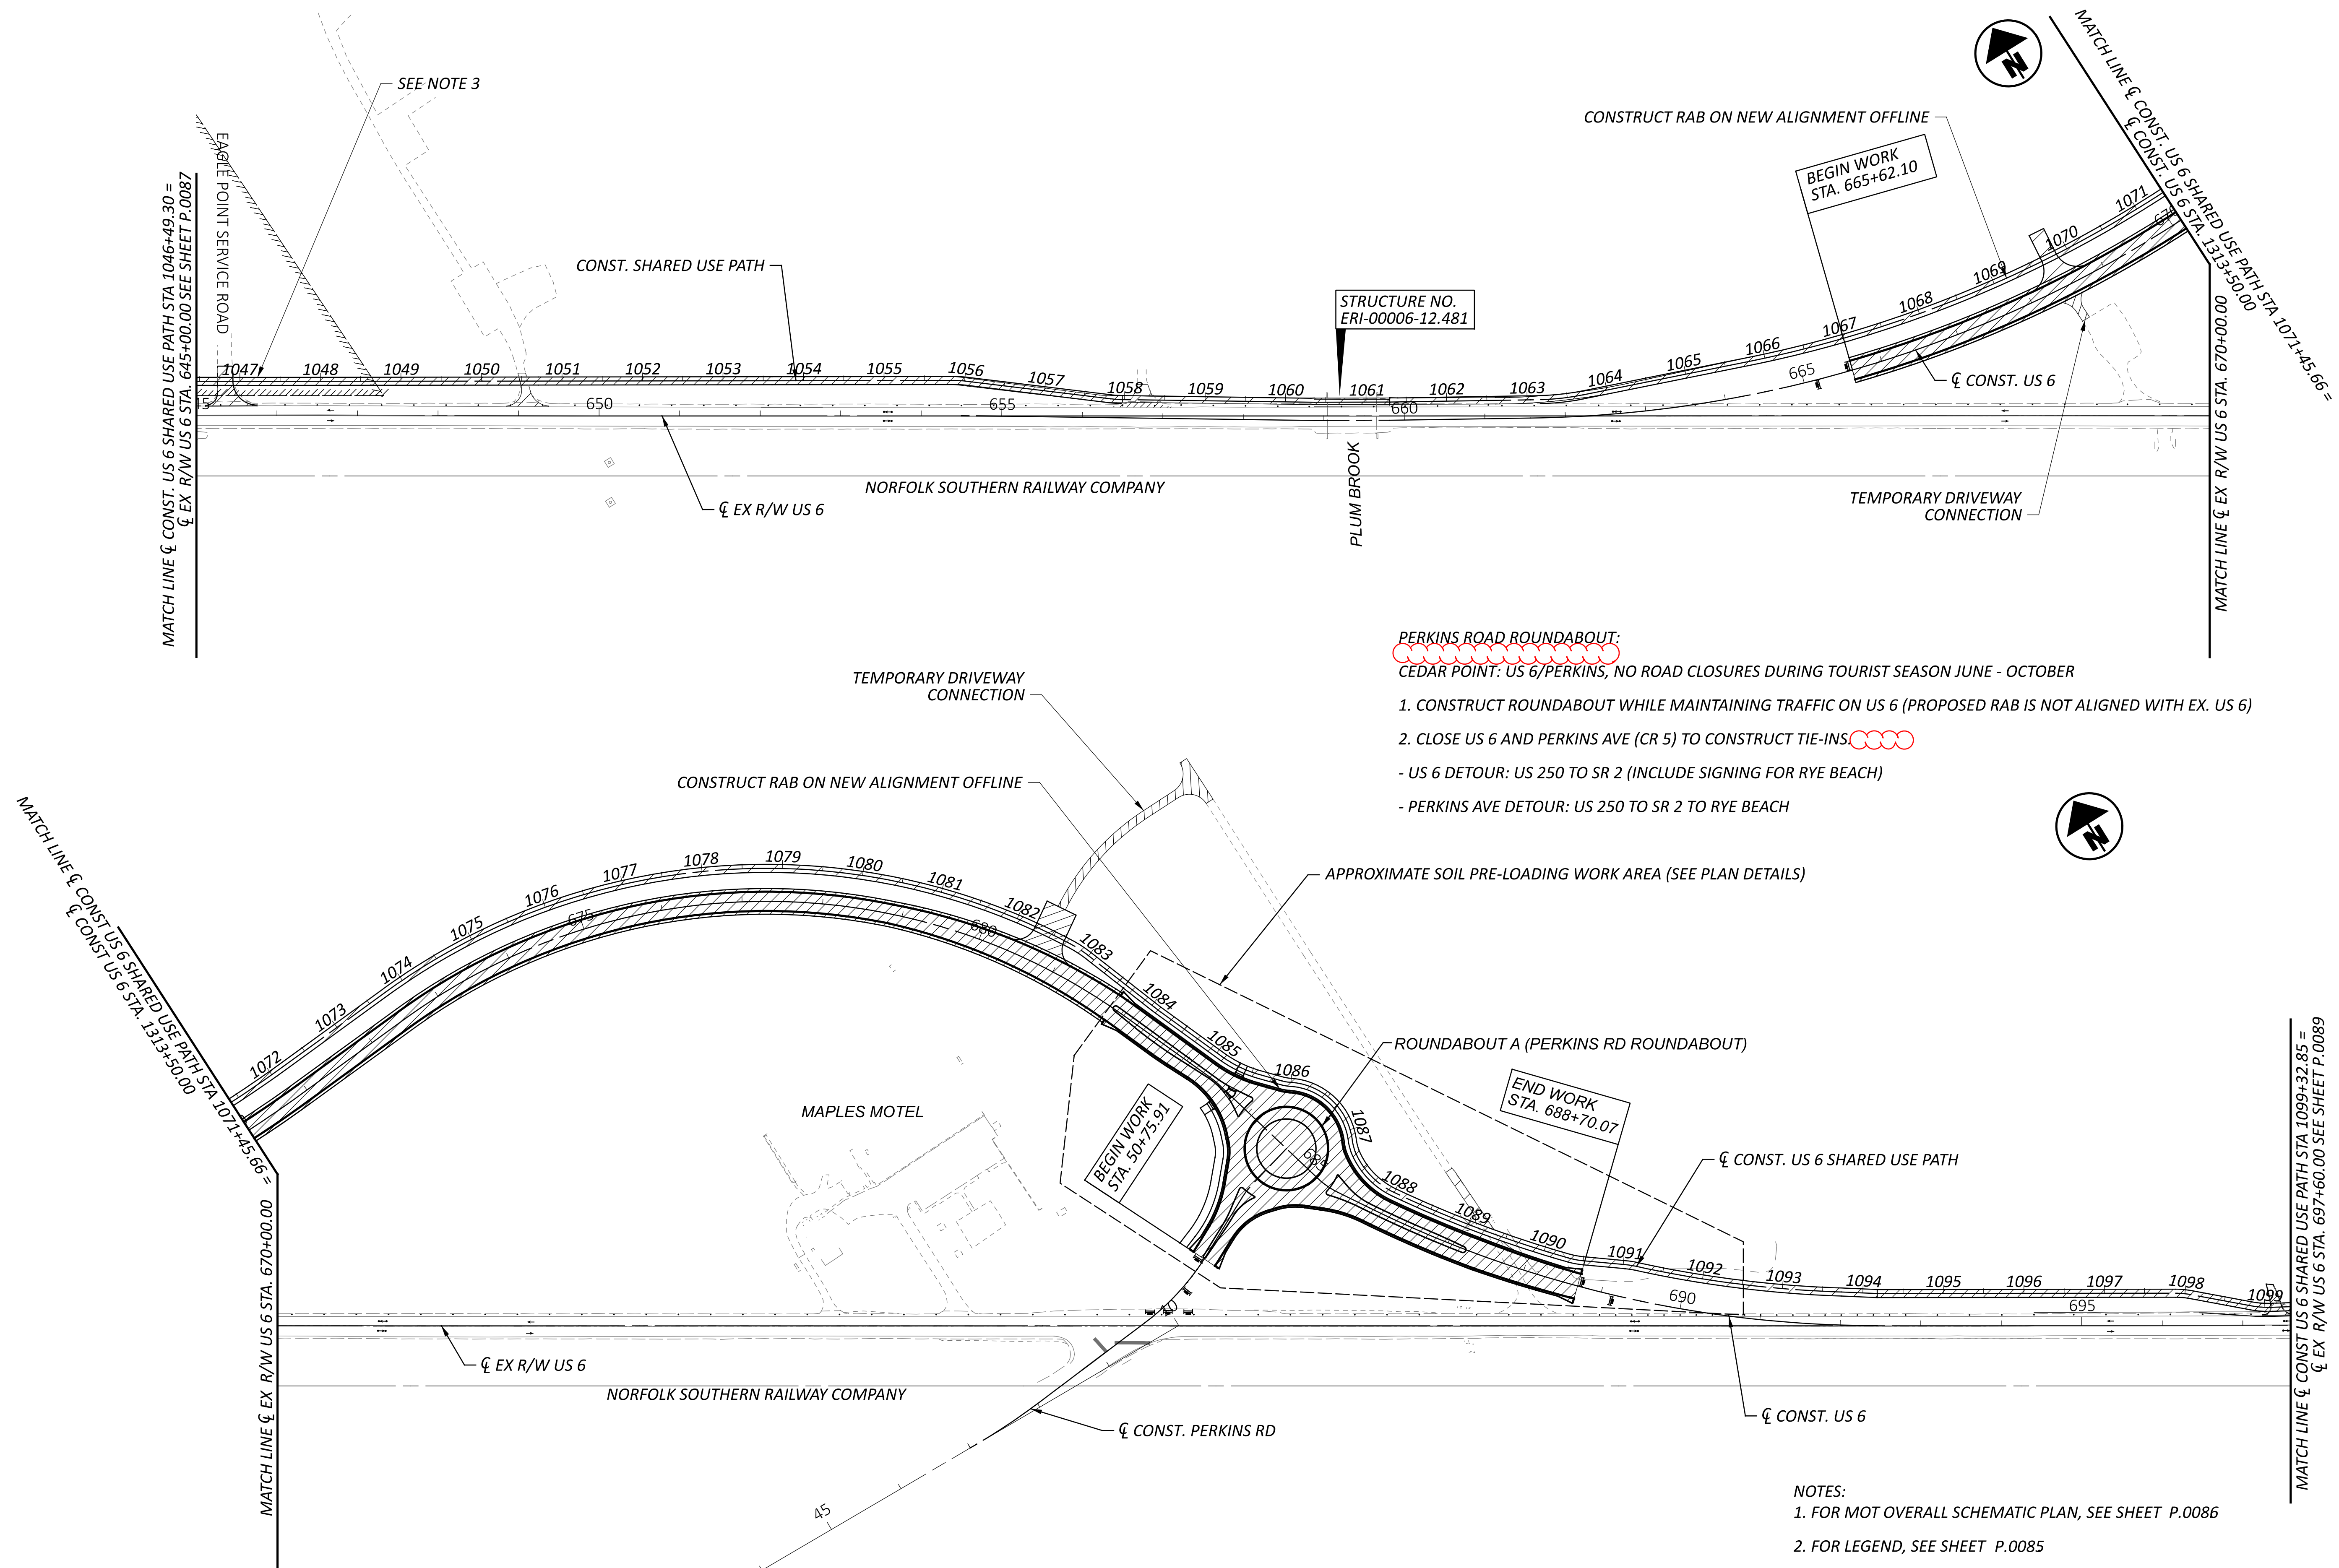 SEE NOTE 3
EAGLE POINT SERVICE ROAD
MATCH LINE ℄ CONST. US 6 SHARED USE PATH STA 1046+49.30 =
℄ EX R/W US 6 STA. 645+00.00 SEE SHEET P.0087
CONST. SHARED USE PATH
STRUCTURE NO.
ERI-00006-12.481
CONSTRUCT RAB ON NEW ALIGNMENT OFFLINE
BEGIN WORK
STA. 665+62.10
N
MATCH LINE ℄ CONST. US 6 SHARED USE PATH STA 1071+45.66 =
℄ CONST. US 6 STA. 1313+50.00
1047 1048 1049 1050 1051 1052 1053 1054 1055 1056 1057 1058 1059 1060 1061 1062 1063 1064 1065 1066 1067 1068 1069 1070 1071
650 655 660 665
℄ CONST. US 6
NORFOLK SOUTHERN RAILWAY COMPANY
℄ EX R/W US 6
PLUM BROOK
TEMPORARY DRIVEWAY
CONNECTION
MATCH LINE ℄ EX R/W US 6 STA. 670+00.00
PERKINS ROAD ROUNDABOUT:
CEDAR POINT: US 6/PERKINS, NO ROAD CLOSURES DURING TOURIST SEASON JUNE - OCTOBER
1. CONSTRUCT ROUNDABOUT WHILE MAINTAINING TRAFFIC ON US 6 (PROPOSED RAB IS NOT ALIGNED WITH EX. US 6)
2. CLOSE US 6 AND PERKINS AVE (CR 5) TO CONSTRUCT TIE-INS.
- US 6 DETOUR: US 250 TO SR 2 (INCLUDE SIGNING FOR RYE BEACH)
- PERKINS AVE DETOUR: US 250 TO SR 2 TO RYE BEACH
N
TEMPORARY DRIVEWAY
CONNECTION
CONSTRUCT RAB ON NEW ALIGNMENT OFFLINE
APPROXIMATE SOIL PRE-LOADING WORK AREA (SEE PLAN DETAILS)
MATCH LINE ℄ CONST US 6 SHARED USE PATH STA 1071+45.66 =
℄ CONST US 6 STA. 1313+50.00
MATCH LINE ℄ EX R/W US 6 STA. 670+00.00
1072 1073 1074 1075 1076 1077 1078 1079 1080 1081 1082 1083 1084 1085 1086 1087 1088 1089 1090 1091 1092 1093 1094 1095 1096 1097 1098 1099
675 680 685 690 695
ROUNDABOUT A (PERKINS RD ROUNDABOUT)
MAPLES MOTEL
BEGIN WORK
STA. 50+75.91
END WORK
STA. 688+70.07
℄ CONST. US 6 SHARED USE PATH
℄ EX R/W US 6
NORFOLK SOUTHERN RAILWAY COMPANY
℄ CONST. PERKINS RD
℄ CONST. US 6
45
MATCH LINE ℄ CONST US 6 SHARED USE PATH STA 1099+32.85 =
℄ EX R/W US 6 STA. 697+60.00 SEE SHEET P.0089
NOTES:
1. FOR MOT OVERALL SCHEMATIC PLAN, SEE SHEET P.0086
2. FOR LEGEND, SEE SHEET P.0085